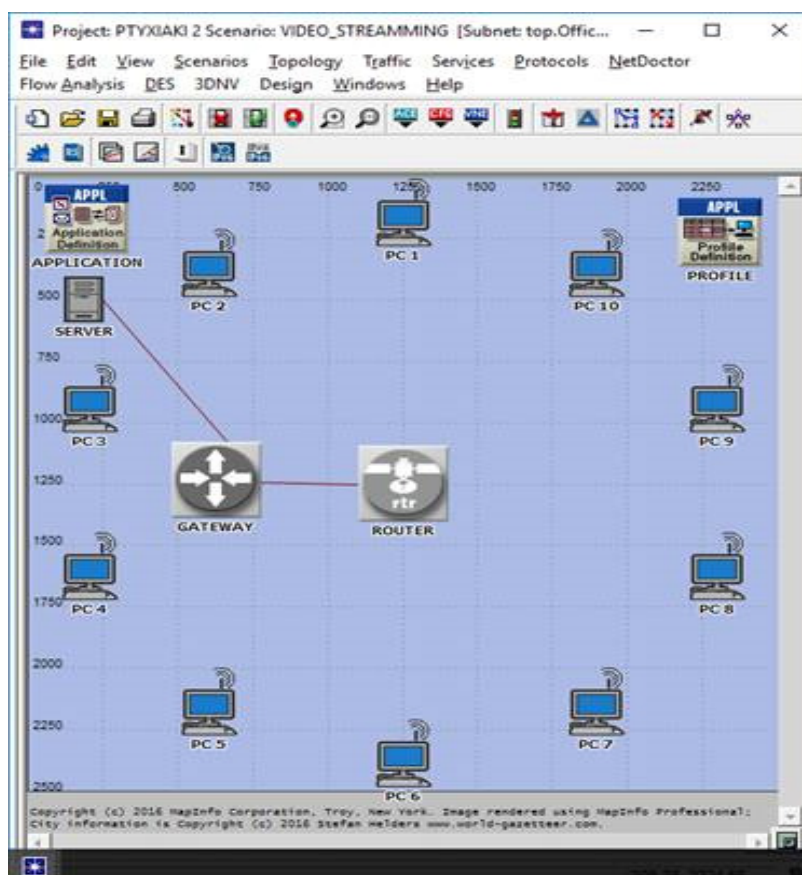 Project: PTYXIAKI 2 Scenario: VIDEO_STREAMMING [Subnet: top.Offic...
File Edit View Scenarios Topology Traffic Services Protocols NetDoctor
Flow Analysis DES 3DNV Design Windows Help
0 500 750 1000 1250 1500 1750 2000 2250
APPL
Application
Definition
APPLICATION
APPL
Profile
Definition
PROFILE
PC 1
PC 2
PC 10
500
SERVER
750
1000
PC 3
PC 9
1250
GATEWAY
rtr
ROUTER
1500
1750
PC 4
PC 8
2000
2250
PC 5
PC 7
2500
PC 6
Copyright (c) 2016 MapInfo Corporation, Troy, New York. Image rendered using MapInfo Professional;
City information is Copyright (c) 2016 Stefan Helders www.world-gazetteer.com.